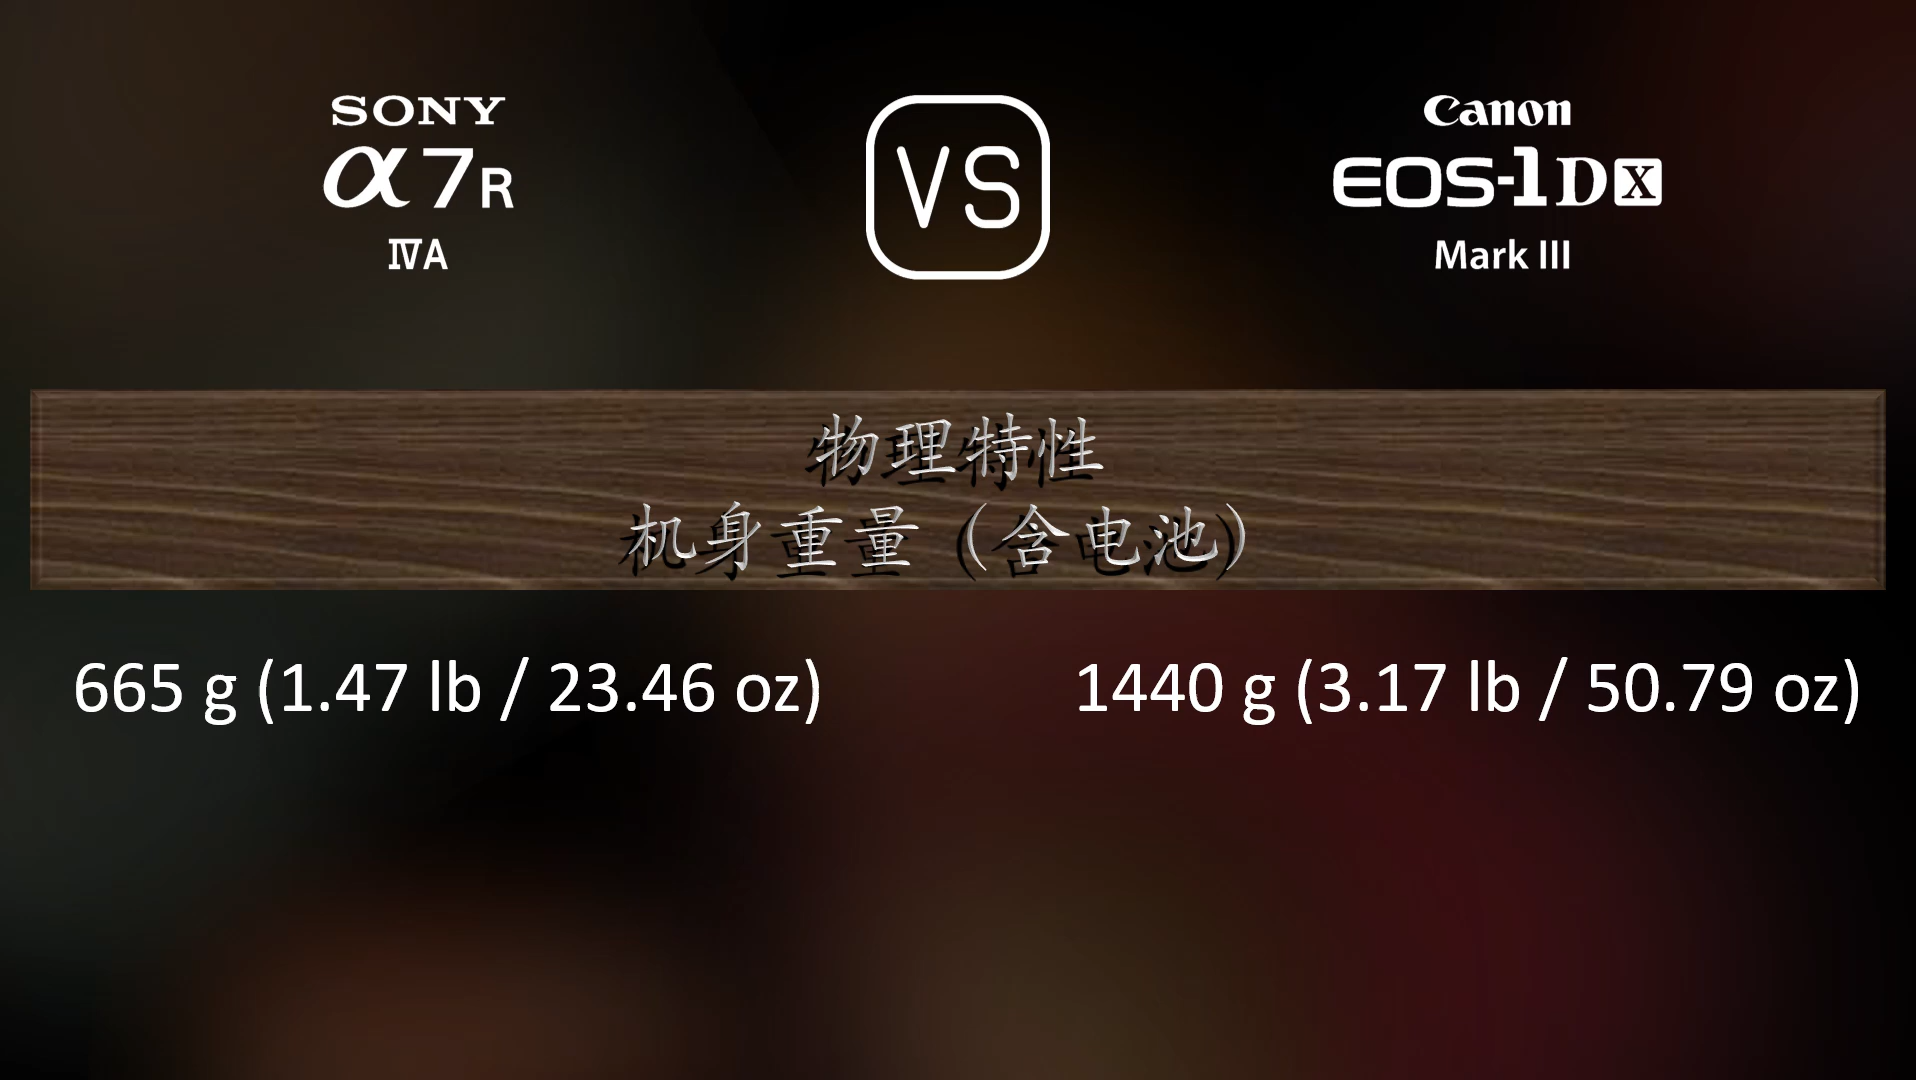 SONY
α7R
IVA
VS
Canon
EOS-1DX
Mark III
物理特性
机身重量（含电池）
665 g (1.47 lb / 23.46 oz)
1440 g (3.17 lb / 50.79 oz)